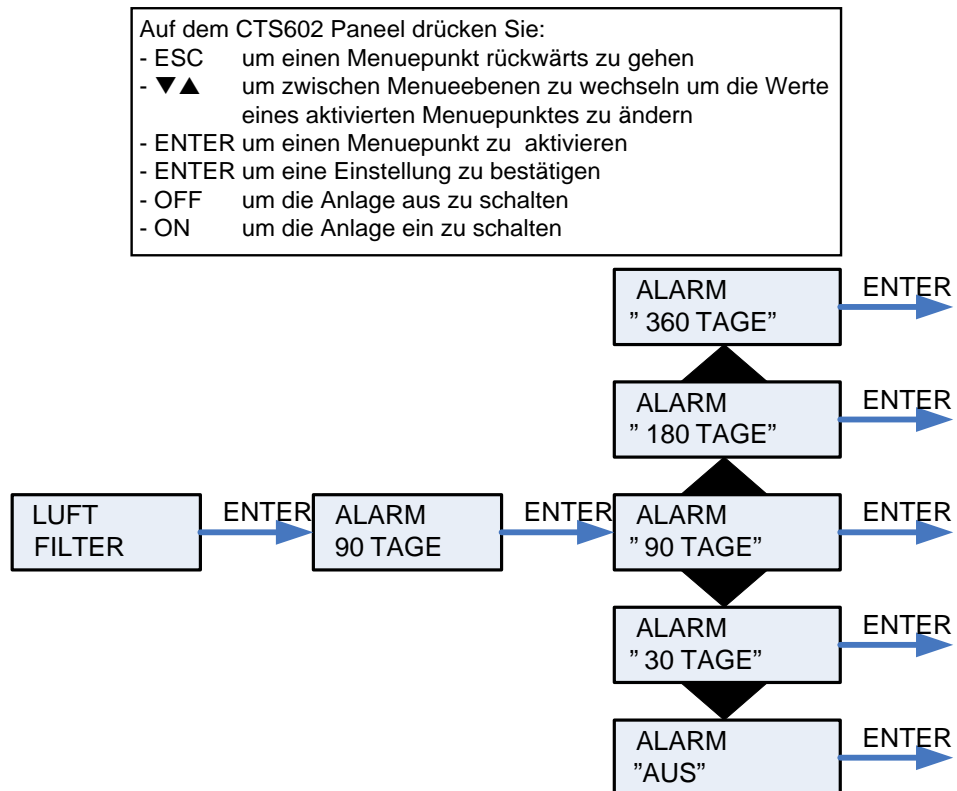 Auf dem CTS602 Paneel drücken Sie:
- ESC um einen Menuepunkt rückwärts zu gehen
- ▼▲ um zwischen Menueebenen zu wechseln um die Werte
eines aktivierten Menuepunktes zu ändern
- ENTER um einen Menuepunkt zu aktivieren
- ENTER um eine Einstellung zu bestätigen
- OFF um die Anlage aus zu schalten
- ON um die Anlage ein zu schalten
ALARM
” 360 TAGE”
ENTER
ALARM
” 180 TAGE”
ENTER
LUFT
FILTER
ENTER
ALARM
90 TAGE
ENTER
ALARM
” 90 TAGE”
ENTER
ALARM
” 30 TAGE”
ENTER
ALARM
”AUS”
ENTER